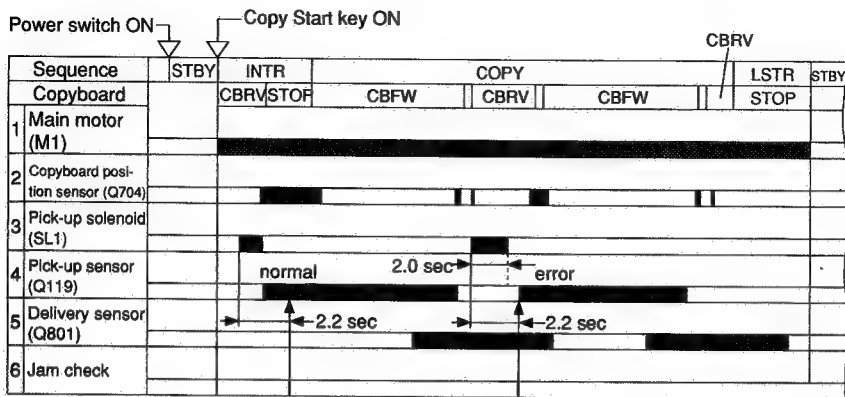 Power switch ON
Copy Start key ON
CBRV
Sequence STBY INTR COPY LSTR STBY
Copyboard CBRV STOP CBFW CBRV CBFW STOP
1 Main motor
(M1)
2 Copyboard posi-
tion sensor (Q704)
3 Pick-up solenoid
(SL1)
4 Pick-up sensor
(Q119)
normal 2.0 sec error
5 Delivery sensor
(Q801)
2.2 sec 2.2 sec
6 Jam check